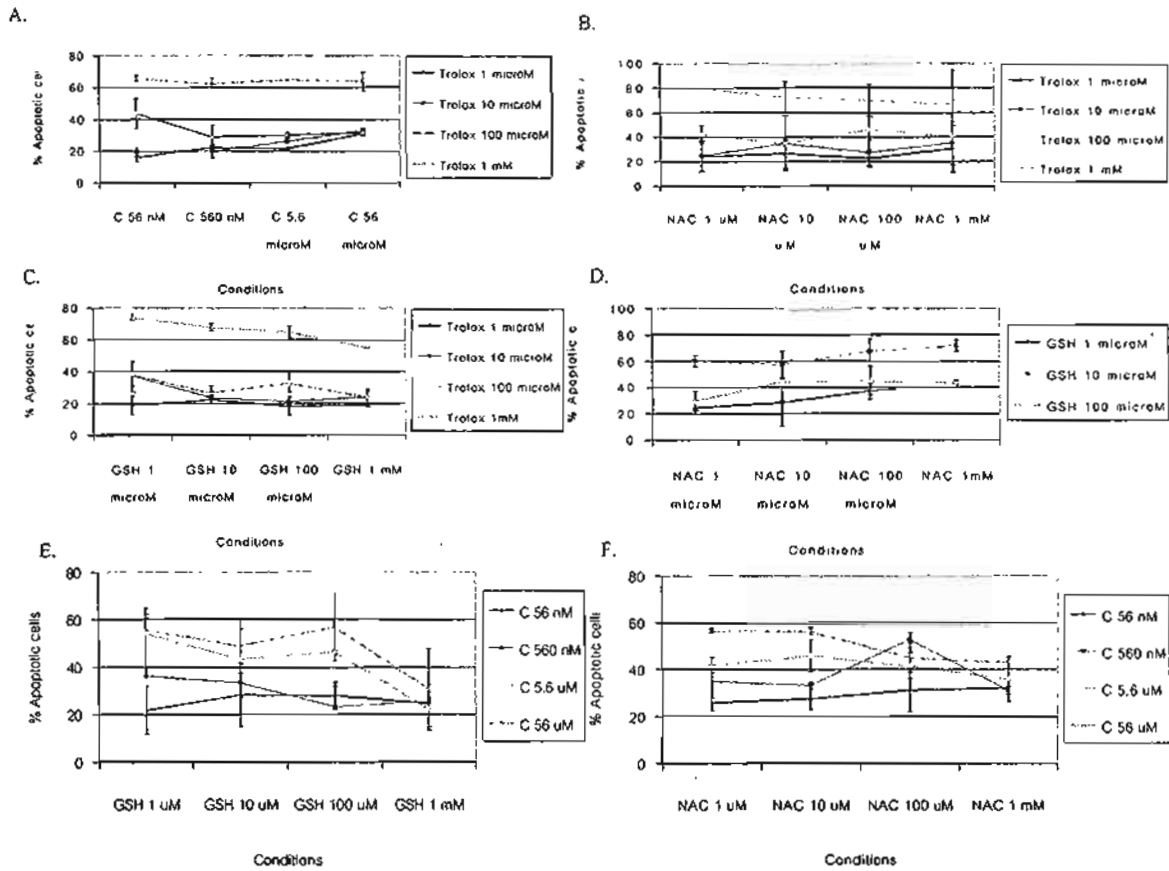 A.
% Apoptotic cel
80
60
40
20
0
C 56 nM
C 560 nM
C 5.6 microM
C 56 microM
Conditions
Trolox 1 microM
Trolox 10 microM
Trolox 100 microM
Trolox 1 mM
B.
% Apoptotic
100
80
60
40
20
0
NAC 1 uM
NAC 10 uM
NAC 100 uM
NAC 1 mM
Conditions
Trolox 1 microM
Trolox 10 microM
Trolox 100 microM
Trolox 1 mM
C.
% Apoptotic ce
80
60
40
20
0
GSH 1 microM
GSH 10 microM
GSH 100 microM
GSH 1 mM
Conditions
Trolox 1 microM
Trolox 10 microM
Trolox 100 microM
Trolox 1mM
D.
% Apoptotic c
100
80
60
40
20
0
NAC 1 microM
NAC 10 microM
NAC 100 microM
NAC 1mM
Conditions
GSH 1 microM
GSH 10 microM
GSH 100 microM
E.
% Apoptotic cells
80
60
40
20
0
GSH 1 uM
GSH 10 uM
GSH 100 uM
GSH 1 mM
Conditions
C 56 nM
C 560 nM
C 5.6 uM
C 56 uM
F.
% Apoptotic cells
80
60
40
20
0
NAC 1 uM
NAC 10 uM
NAC 100 uM
NAC 1 mM
Conditions
C 56 nM
C 560 nM
C 5.6 uM
C 56 uM